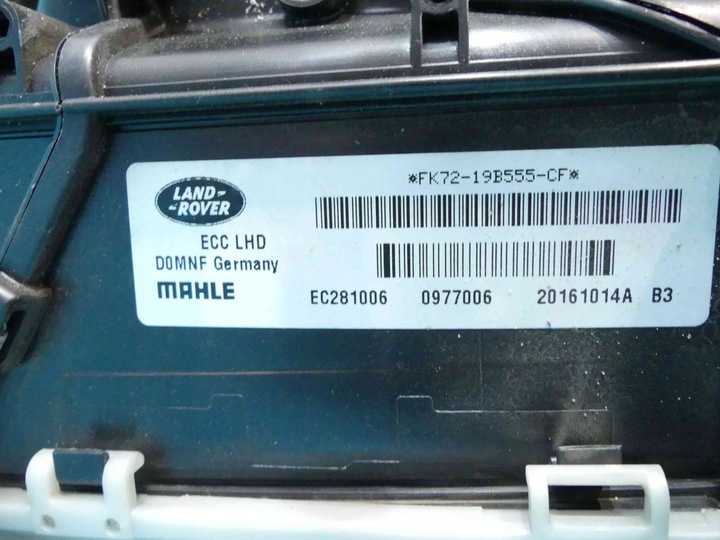 *FK72-19B555-CF*
LAND-
-ROVER
ECC LHD
D0MNF Germany
MAHLE
EC281006 0977006 20161014A B3